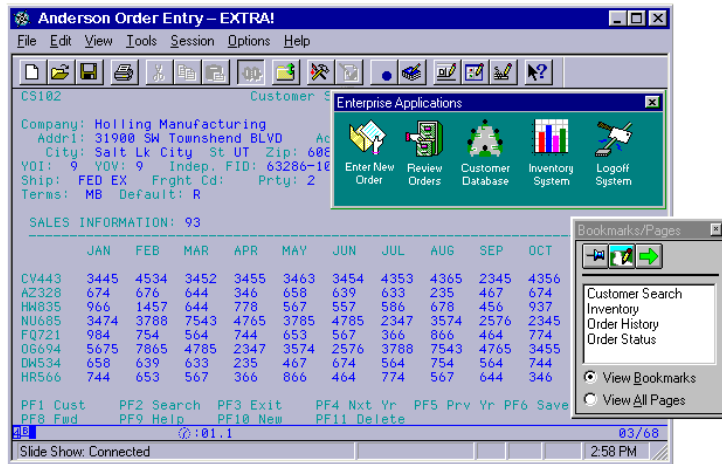 Anderson Order Entry – EXTRA!
File Edit View Tools Session Options Help
CS102 Customer S
Enterprise Applications
Enter New Order
Review Orders
Customer Database
Inventory System
Logoff System
Company: Holling Manufacturing
Addr1: 31900 SW Townshend BLVD Ac
City: Salt Lk City St UT Zip: 608
YOI: 9 YOV: 9 Indep. FID: 63286-10
Ship: FED EX Frght Cd: Prty: 2
Terms: MB Default: R
SALES INFORMATION: 93
JAN FEB MAR APR MAY JUN JUL AUG SEP OCT
CV443 3445 4534 3452 3455 3463 3454 4353 4365 2345 4356
AZ328 674 676 644 346 658 639 633 235 467 674
HW835 966 1457 644 778 567 557 586 678 456 937
NU685 3474 3788 7543 4765 3785 4785 2347 3574 2576 2345
FQ721 984 754 564 744 653 567 366 866 464 774
OG694 5675 7865 4785 2347 3574 2576 3788 7543 4765 3455
DW534 658 639 633 235 467 674 564 754 564 744
HR566 744 653 567 366 866 464 774 567 644 346
PF1 Cust PF2 Search PF3 Exit PF4 Nxt Yr PF5 Prv Yr PF6 Save
PF8 Fwd PF9 Help PF10 New PF11 Delete
4B :01.1 03/68
Slide Show: Connected 2:58 PM
Bookmarks/Pages
Customer Search
Inventory
Order History
Order Status
View Bookmarks
View All Pages